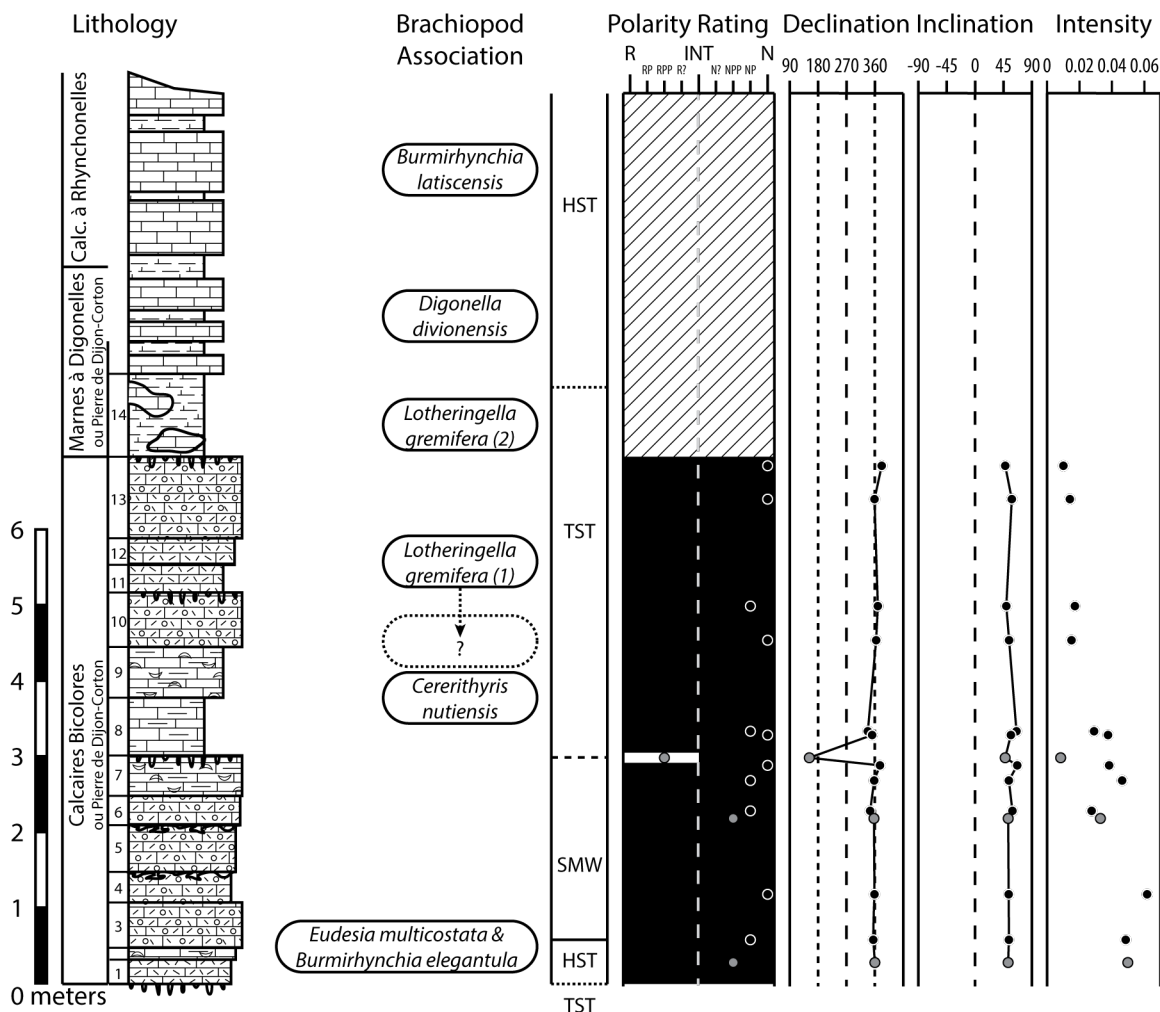 Lithology
Brachiopod
Association
Polarity Rating
Declination
Inclination
Intensity
R
INT
N
RP
RPP
R?
N?
NPP
NP
90
180
270
360
90
-90
-45
0
45
90
0
0.02
0.04
0.06
Calc. à Rhynchonelles
Marnes à Digonelles
ou Pierre de Dijon-Corton
Calcaires Bicolores
ou Pierre de Dijon-Corton
14
13
12
11
10
9
8
7
6
5
4
3
1
6
5
4
3
2
1
0 meters
Burmirhynchia
latiscensis
Digonella
divionensis
Lotheringella
gremifera (2)
Lotheringella
gremifera (1)
?
Cererithyris
nutiensis
Eudesia multicostata &
Burmirhynchia elegantula
HST
TST
SMW
HST
TST